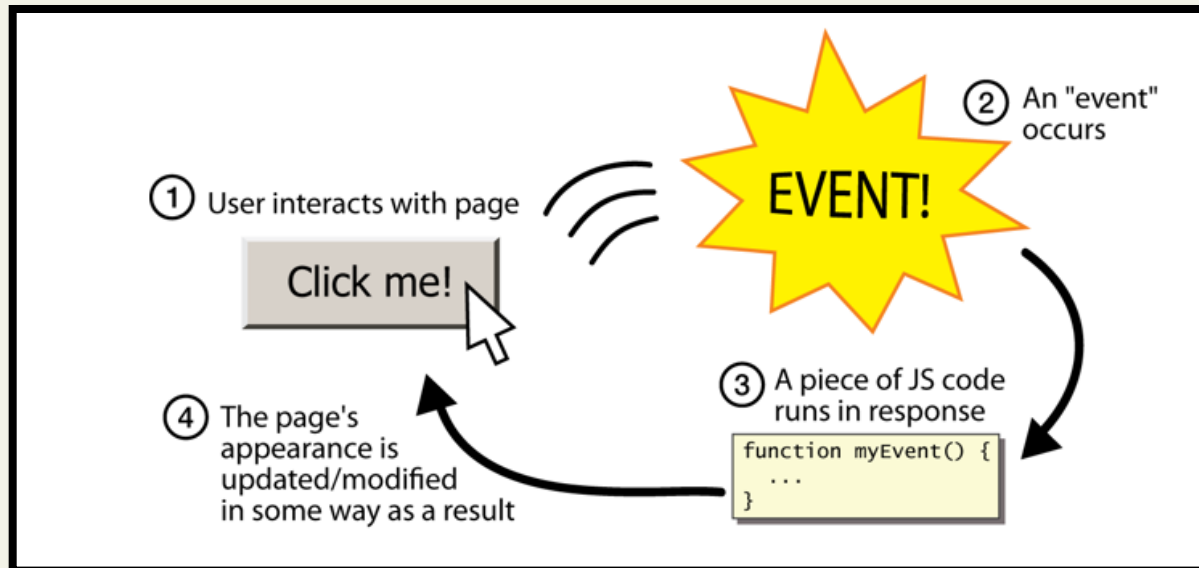 1 User interacts with page
Click me!
2 An "event"
occurs
EVENT!
3 A piece of JS code
runs in response
function myEvent() {
...
}
4 The page's
appearance is
updated/modified
in some way as a result